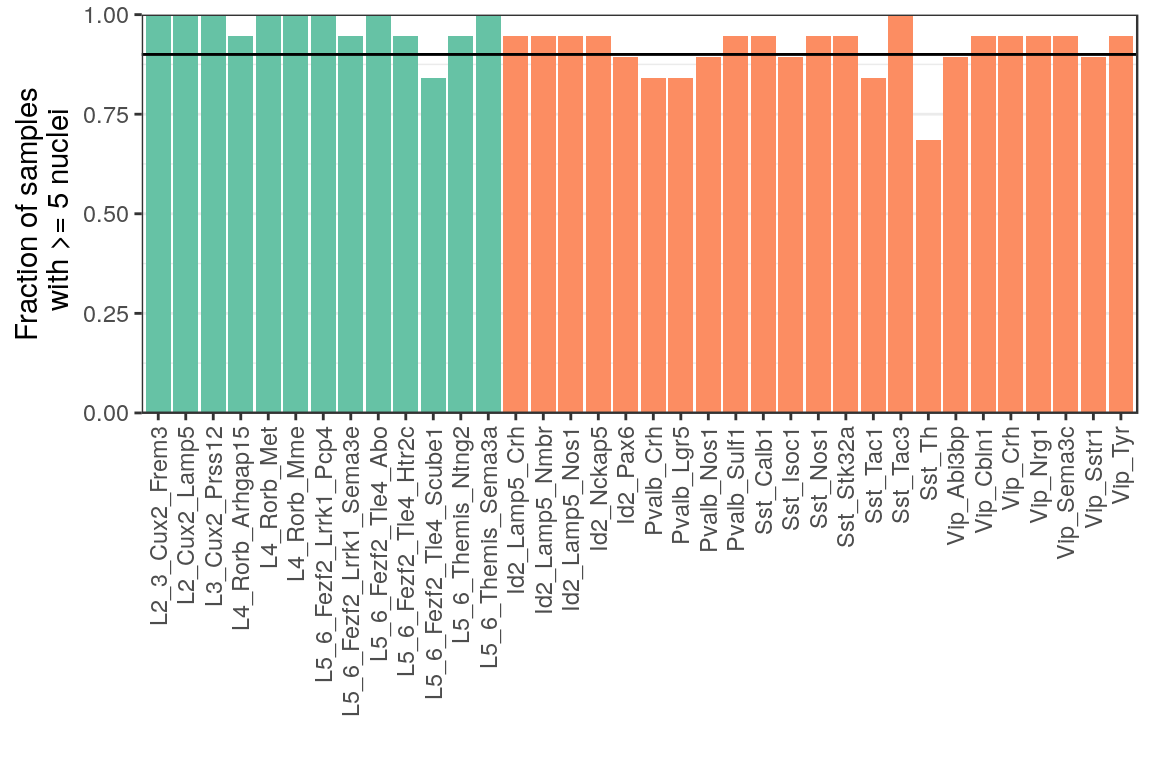 Fraction of samples
with >= 5 nuclei
1.00
0.75
0.50
0.25
0.00
L2_3_Cux2_Frem3
L2_Cux2_Lamp5
L3_Cux2_Prss12
L4_Rorb_Arhgap15
L4_Rorb_Met
L4_Rorb_Mme
L5_6_Fezf2_Lrrk1_Pcp4
L5_6_Fezf2_Lrrk1_Sema3e
L5_6_Fezf2_Tle4_Abo
L5_6_Fezf2_Tle4_Htr2c
L5_6_Fezf2_Tle4_Scube1
L5_6_Themis_Ntng2
L5_6_Themis_Sema3a
Id2_Lamp5_Crh
Id2_Lamp5_Nmbr
Id2_Lamp5_Nos1
Id2_Nckap5
Id2_Pax6
Pvalb_Crh
Pvalb_Lgr5
Pvalb_Nos1
Pvalb_Sulf1
Sst_Calb1
Sst_Isoc1
Sst_Nos1
Sst_Stk32a
Sst_Tac1
Sst_Tac3
Sst_Th
Vip_Abi3bp
Vip_Cbln1
Vip_Crh
Vip_Nrg1
Vip_Sema3c
Vip_Sstr1
Vip_Tyr